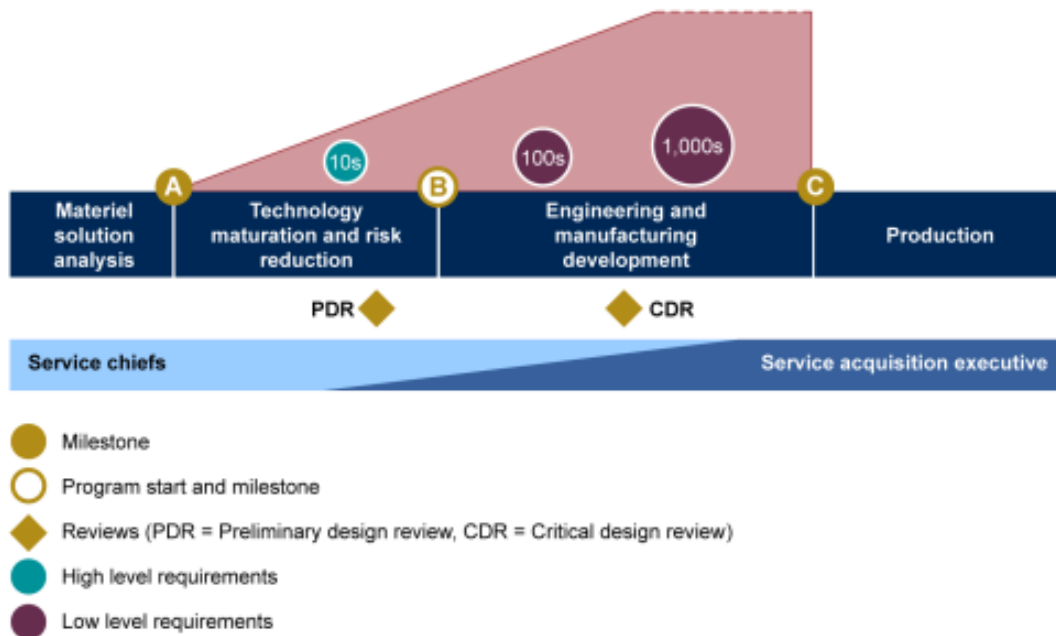 10s
100s
1,000s
A
B
C
Materiel
solution
analysis
Technology
maturation and risk
reduction
Engineering and
manufacturing
development
Production
PDR
CDR
Service chiefs
Service acquisition executive
Milestone
Program start and milestone
Reviews (PDR = Preliminary design review, CDR = Critical design review)
High level requirements
Low level requirements